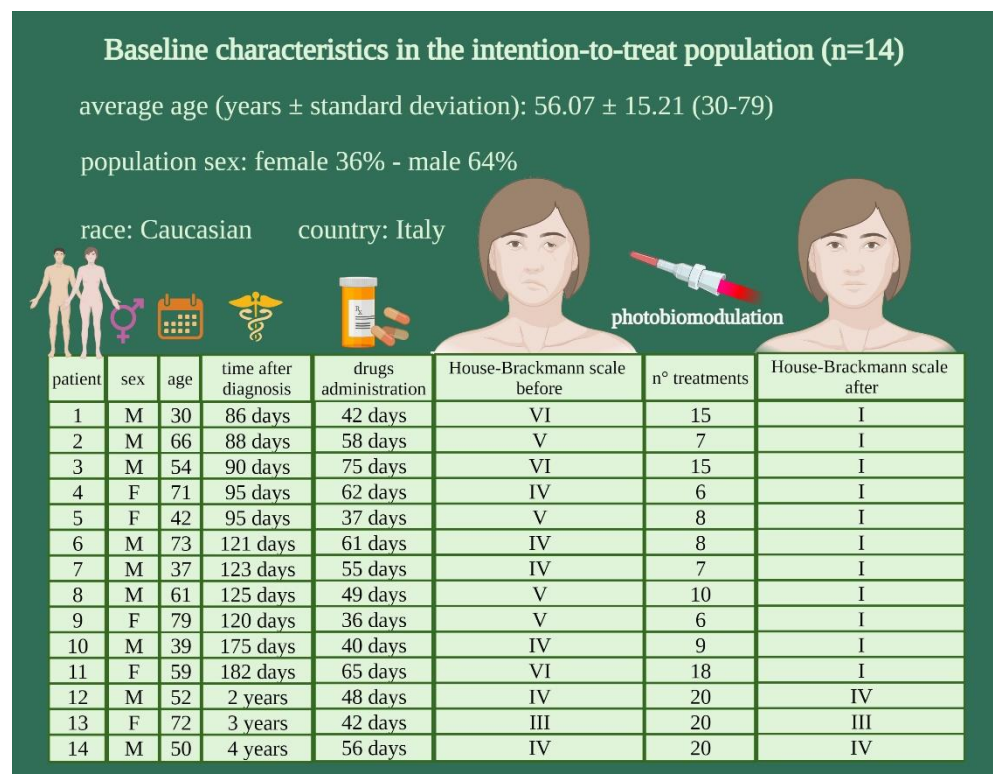 Baseline characteristics in the intention-to-treat population (n=14)
average age (years ± standard deviation): 56.07 ± 15.21 (30-79)
population sex: female 36% - male 64%
race: Caucasian country: Italy
photobiomodulation
patient sex age time after diagnosis drugs administration House-Brackmann scale before n° treatments House-Brackmann scale after
1 M 30 86 days 42 days VI 15 I
2 M 66 88 days 58 days V 7 I
3 M 54 90 days 75 days VI 15 I
4 F 71 95 days 62 days IV 6 I
5 F 42 95 days 37 days V 8 I
6 M 73 121 days 61 days IV 8 I
7 M 37 123 days 55 days IV 7 I
8 M 61 125 days 49 days V 10 I
9 F 79 120 days 36 days V 6 I
10 M 39 175 days 40 days IV 9 I
11 F 59 182 days 65 days VI 18 I
12 M 52 2 years 48 days IV 20 IV
13 F 72 3 years 42 days III 20 III
14 M 50 4 years 56 days IV 20 IV